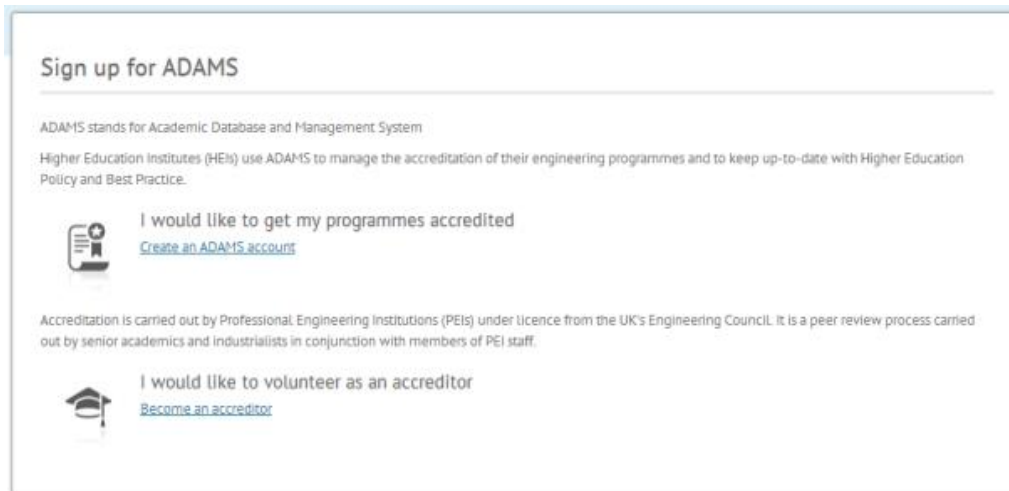 Sign up for ADAMS
ADAMS stands for Academic Database and Management System
Higher Education Institutes (HEIs) use ADAMS to manage the accreditation of their engineering programmes and to keep up-to-date with Higher Education
Policy and Best Practice.
I would like to get my programmes accredited
Create an ADAMS account
Accreditation is carried out by Professional Engineering Institutions (PEIs) under licence from the UK's Engineering Council. It is a peer review process carried
out by senior academics and industrialists in conjunction with members of PEI staff.
I would like to volunteer as an accreditor
Become an accreditor